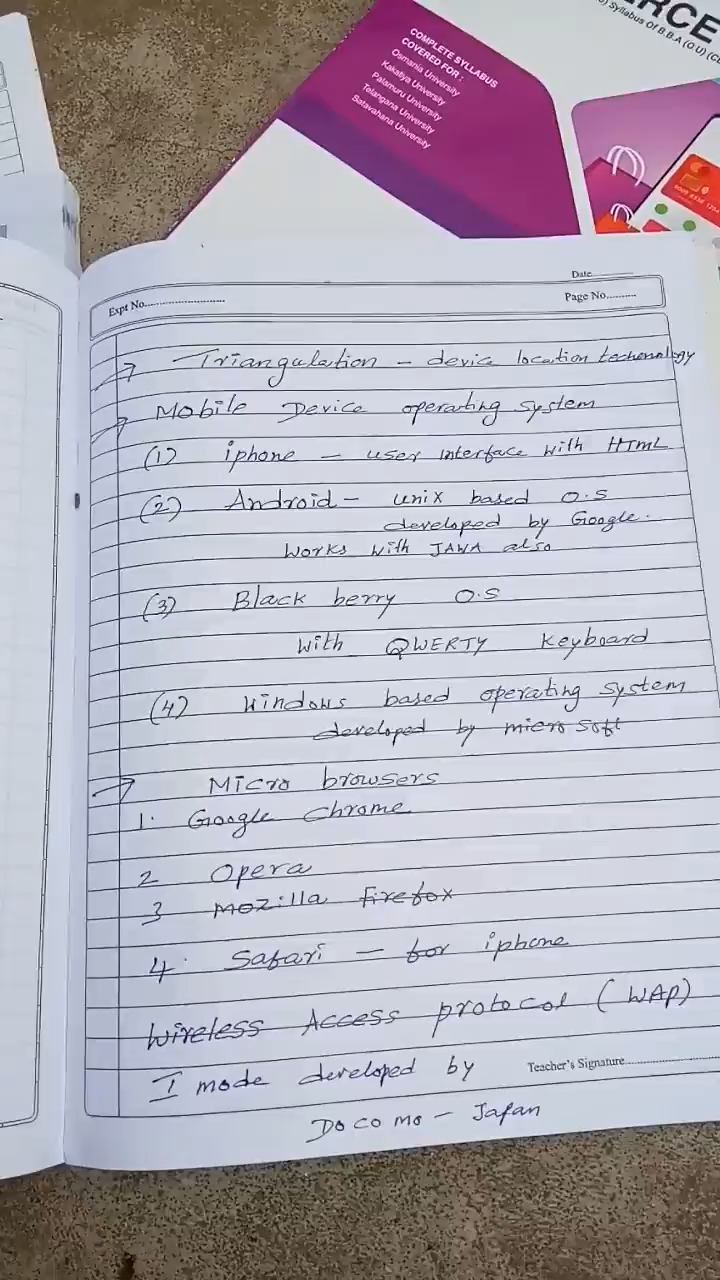 RCE
) Syllabus Of B.B.A (OU) (C
COMPLETE SYLLABUS
COVERED FOR :
Osmania University
Kakatiya University
Palamuru University
Telangana University
Satavahana University
Date
Expt No.
Page No.
Triangulation - device location techenology
Mobile Device operating system
(1) iphone - user interface with HTML
(2) Android - unix based O.S
developed by Google.
Works with JAWA also
(3) Black berry O.S
with QWERTY keyboard
(4) Windows based operating system
developed by micro soft
Micro browsers
1. Google Chrome
2 Opera
3 mozilla firefox
4. Safari - for iphone
Wireless Access protocol (WAP)
I mode developed by
Teacher's Signature
Do co mo - Japan